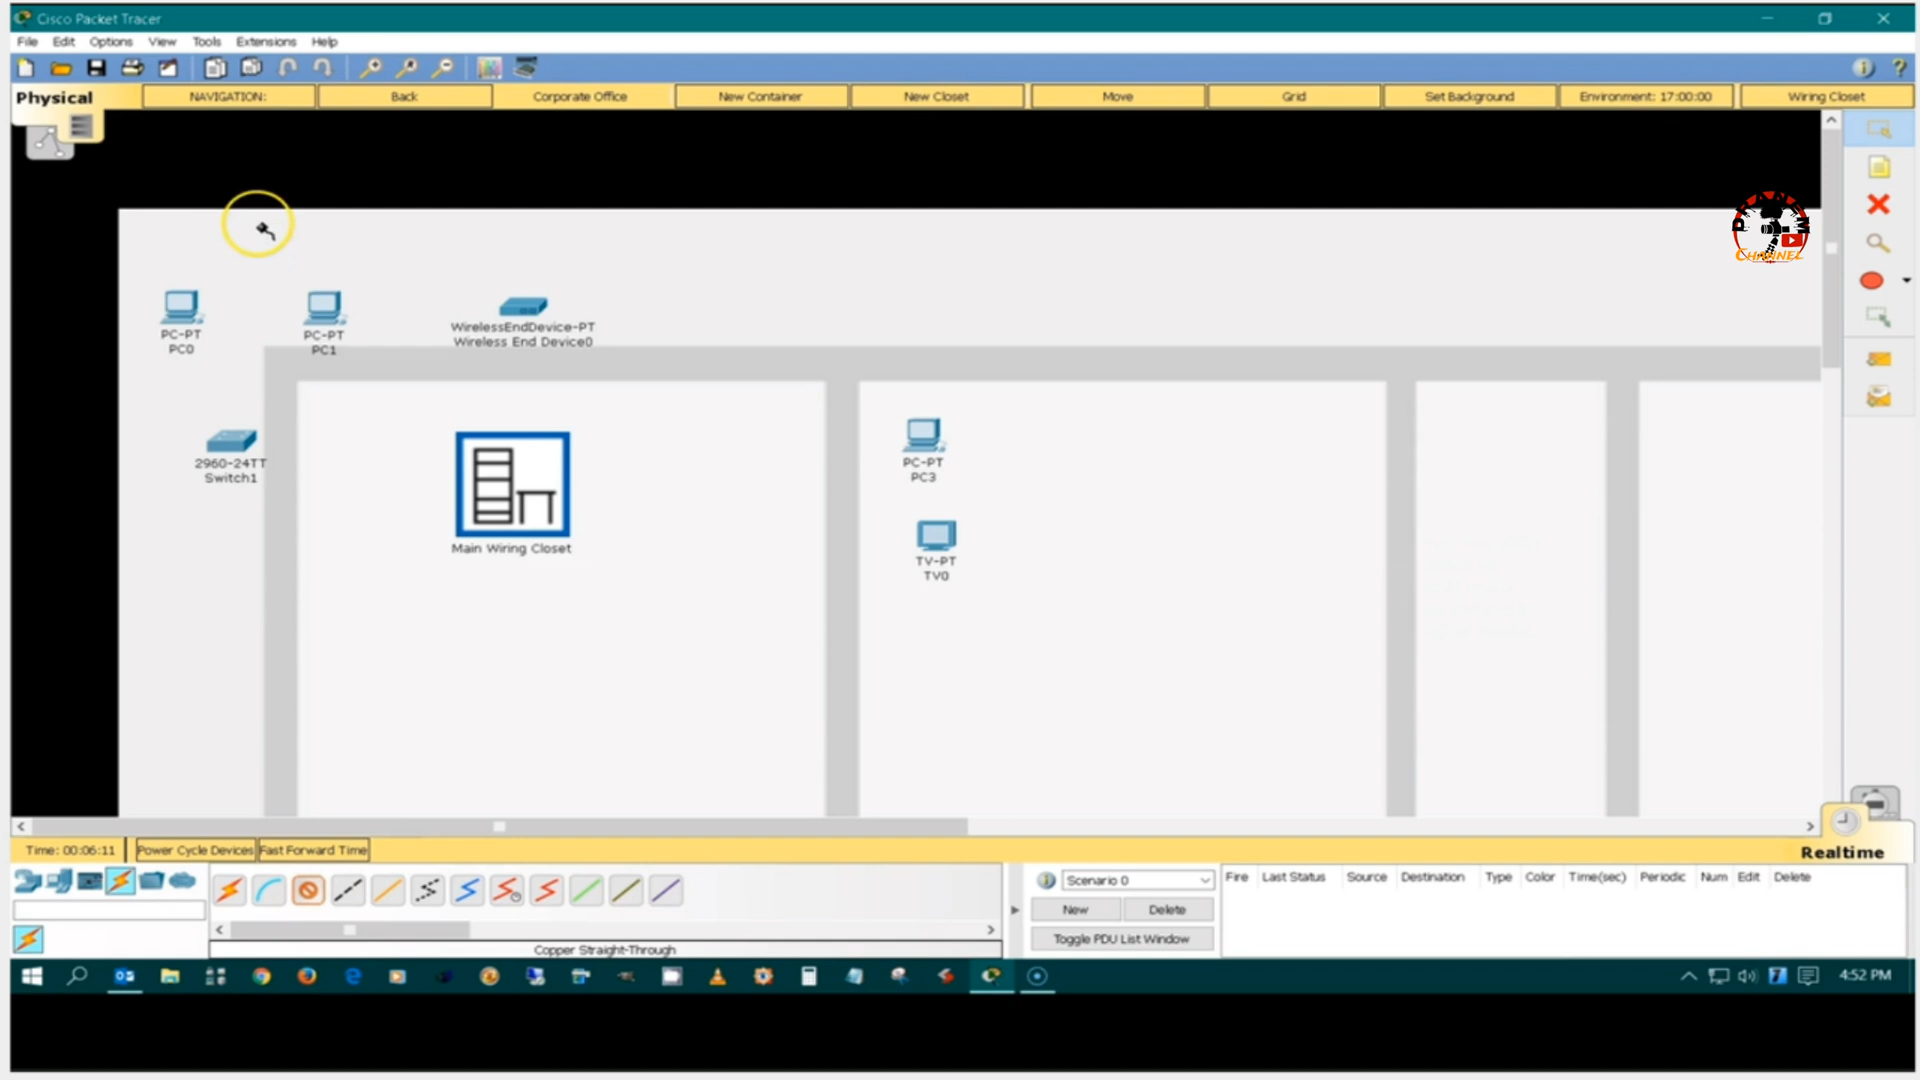 Cisco Packet Tracer
File Edit Options View Tools Extensions Help
Physical NAVIGATION: Back Corporate Office New Container New Closet Move Grid Set Background Environment: 17:00:00 Wiring Closet
CHANNEL
PC-PT
PC0
PC-PT
PC1
WirelessEndDevice-PT
Wireless End Device0
2960-24TT
Switch1
Main Wiring Closet
PC-PT
PC3
TV-PT
TV0
Time: 00:06:11 Power Cycle Devices Fast Forward Time
Realtime
Scenario 0
Fire Last Status Source Destination Type Color Time(sec) Periodic Num Edit Delete
New Delete
Toggle PDU List Window
Copper Straight-Through
4:52 PM